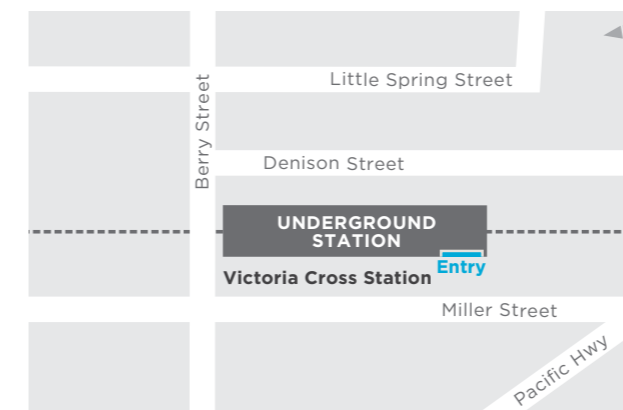 Little Spring Street
Berry Street
Denison Street
UNDERGROUND
STATION
Entry
Victoria Cross Station
Miller Street
Pacific Hwy